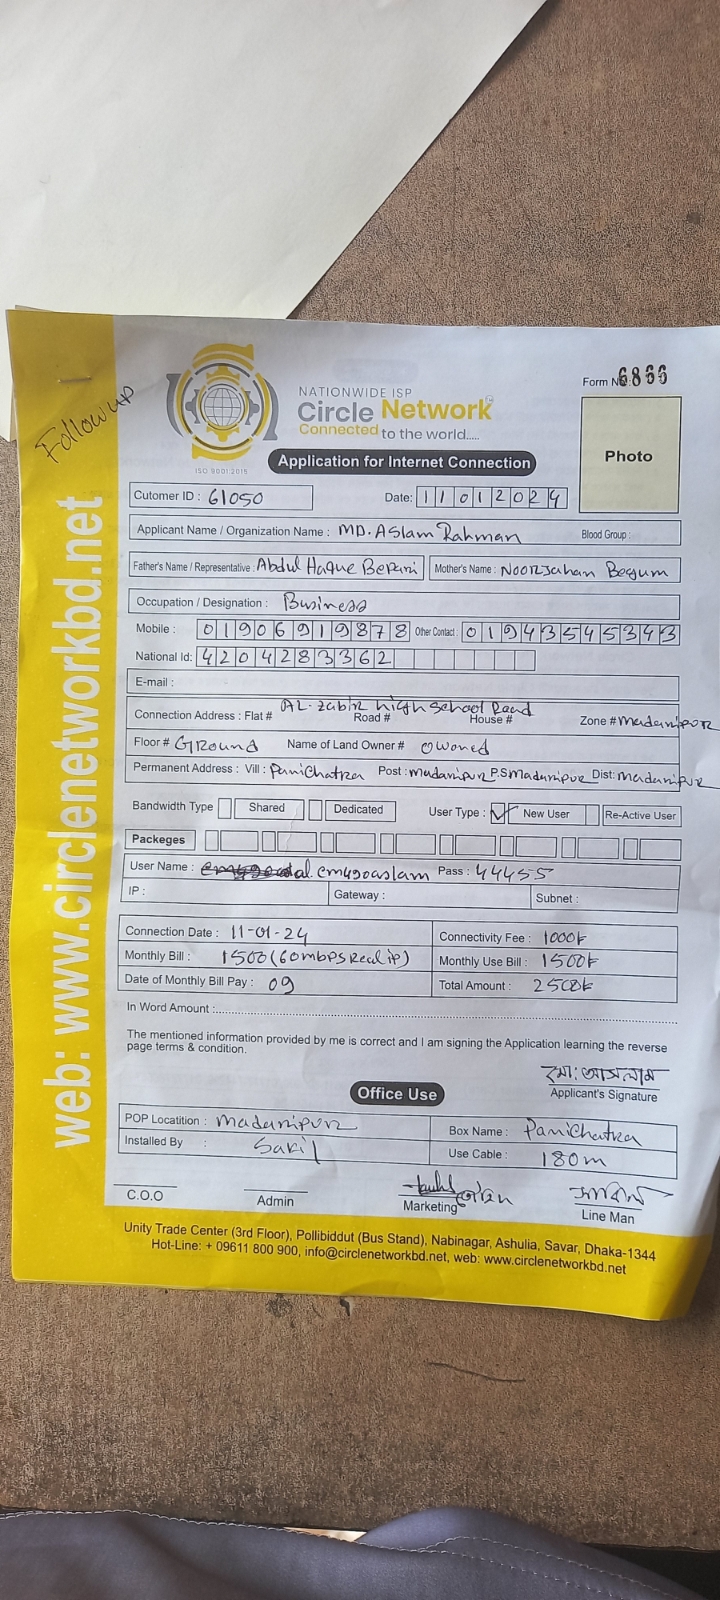 Follow up
NATIONWIDE ISP
Circle Network
Connected to the world.....
ISO 9001:2015
Form No: 6866
Photo
Application for Internet Connection
Cutomer ID : 61050
Date: 11012024
Applicant Name / Organization Name : MD. Aslam Rahman
Blood Group :
Father's Name / Representative : Abdul Haque Bepari
Mother's Name : Noorjahan Begum
Occupation / Designation : Business
Mobile : 01906919878 Other Contact : 01943545343
National Id: 4204283362
E-mail :
AL-Zabir High School Road
Connection Address : Flat # Road # House # Zone # Madaripur
Floor # Ground Name of Land Owner # Owoned
Permanent Address : Vill : Panichatra Post : Madaripur P.S Madaripur Dist: Madaripur
Bandwidth Type Shared Dedicated User Type : New User Re-Active User
Packeges
User Name : Pass : 44455
IP : Gateway : Subnet :
Connection Date : 11-01-24
Connectivity Fee : 1000৳
Monthly Bill : 1500 (60mbps Real ip)
Monthly Use Bill : 1500৳
Date of Monthly Bill Pay : 09
Total Amount : 2500৳
In Word Amount :
The mentioned information provided by me is correct and I am signing the Application learning the reverse
page terms & condition.
মো: আসলাম
Applicant's Signature
Office Use
POP Locatition : Madaripur
Box Name : Panichatra
Installed By : Sakil
Use Cable : 180m
C.O.O
Admin
Marketing
Line Man
Unity Trade Center (3rd Floor), Pollibiddut (Bus Stand), Nabinagar, Ashulia, Savar, Dhaka-1344
Hot-Line: + 09611 800 900, info@circlenetworkbd.net, web: www.circlenetworkbd.net
web: www.circlenetworkbd.net